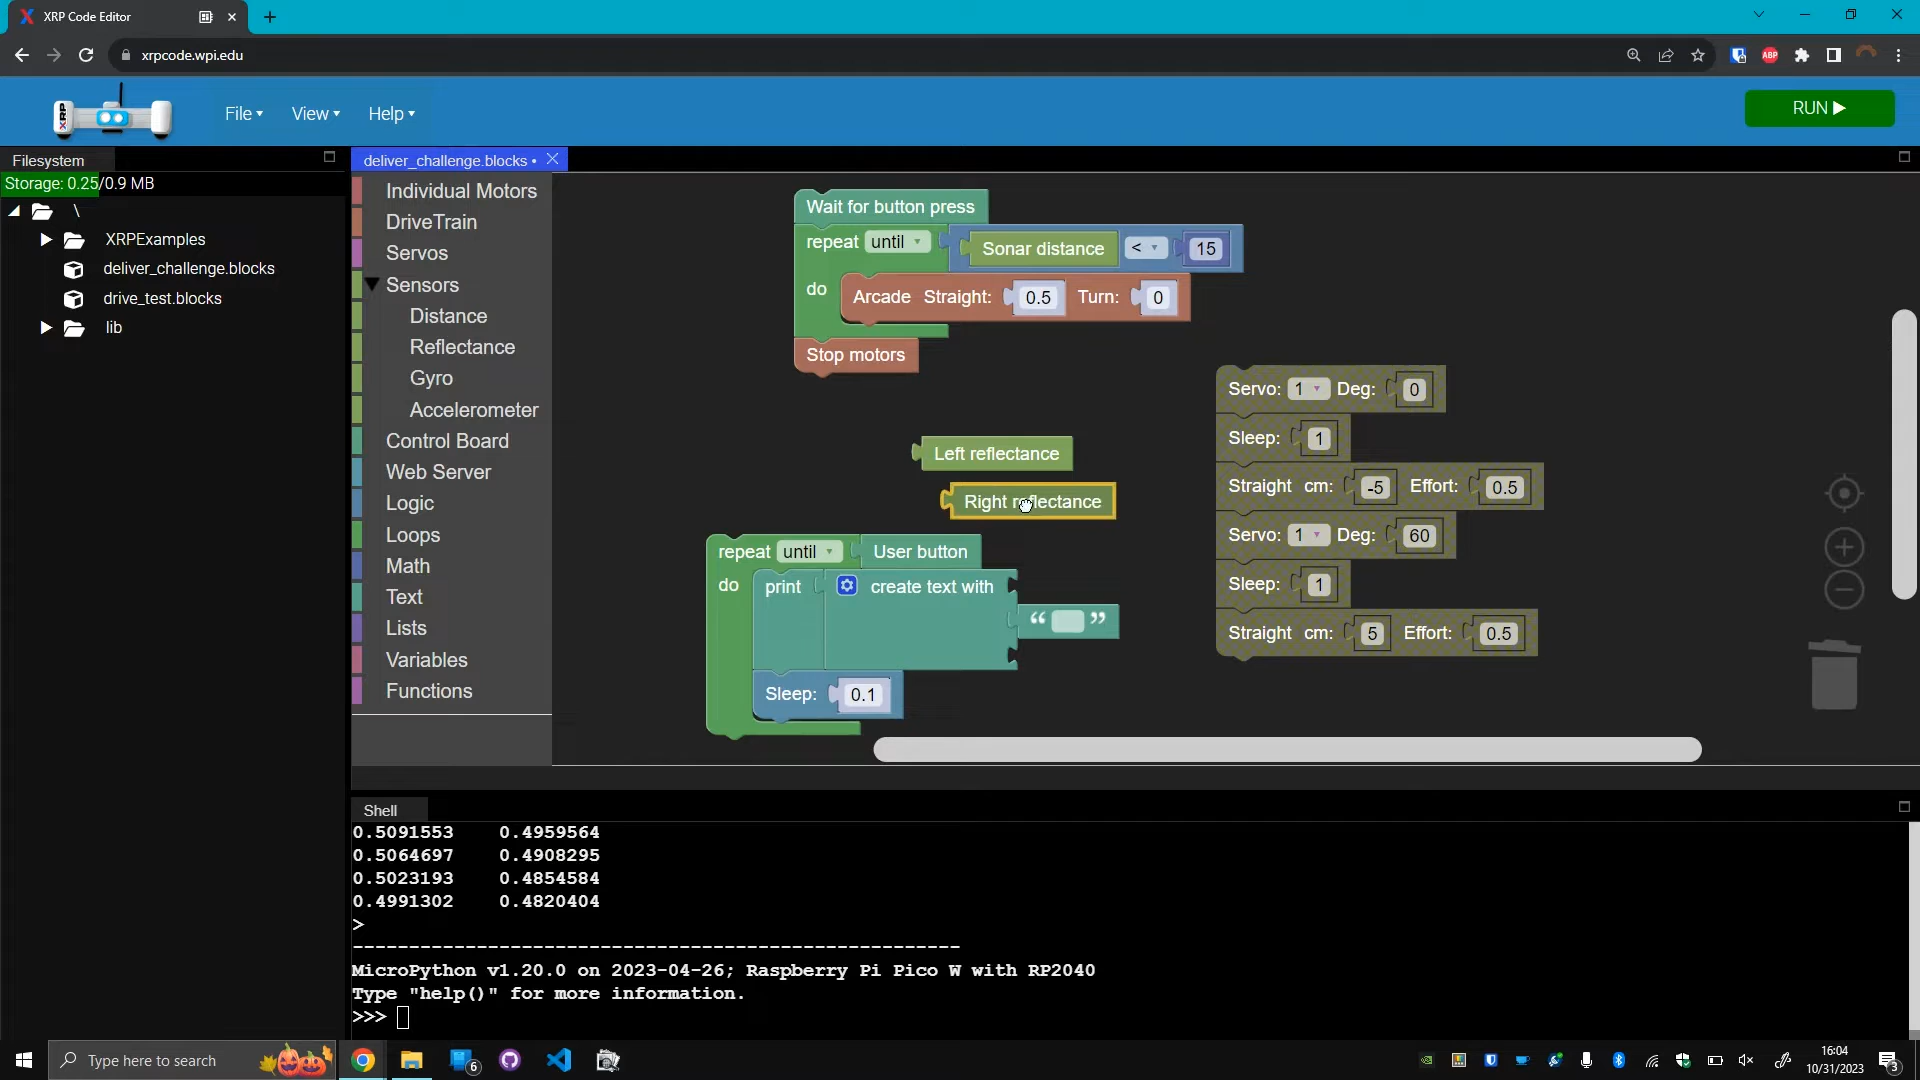 XRP Code Editor
xrpcode.wpi.edu
ABP
XRP
File
View
Help
RUN
Filesystem
Storage: 0.25/0.9 MB
\
XRPExamples
deliver_challenge.blocks
drive_test.blocks
lib
deliver_challenge.blocks •
Individual Motors
DriveTrain
Servos
Sensors
Distance
Reflectance
Gyro
Accelerometer
Control Board
Web Server
Logic
Loops
Math
Text
Lists
Variables
Functions
Wait for button press
repeat until Sonar distance < 15
do Arcade Straight: 0.5 Turn: 0
Stop motors
Left reflectance
Right reflectance
repeat until User button
do print create text with
“ ”
Sleep: 0.1
Servo: 1 Deg: 0
Sleep: 1
Straight cm: -5 Effort: 0.5
Servo: 1 Deg: 60
Sleep: 1
Straight cm: 5 Effort: 0.5
Shell
0.5091553 0.4959564
0.5064697 0.4908295
0.5023193 0.4854584
0.4991302 0.4820404
>
----------------------------------------------------
MicroPython v1.20.0 on 2023-04-26; Raspberry Pi Pico W with RP2040
Type "help()" for more information.
>>>
Type here to search
6
16:04
10/31/2023
3